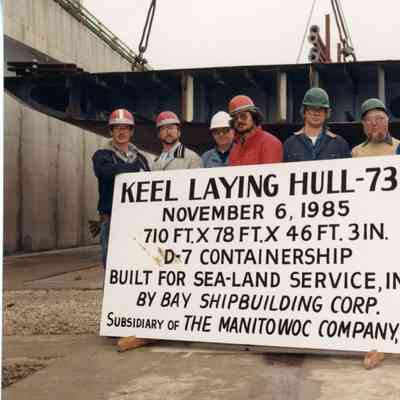 KEEL LAYING HULL-73
NOVEMBER 6, 1985
710 FT. X 78 FT. X 46 FT. 3 IN.
D-7 CONTAINERSHIP
BUILT FOR SEA-LAND SERVICE, IN
BY BAY SHIPBUILDING CORP.
SUBSIDIARY OF THE MANITOWOC COMPANY,